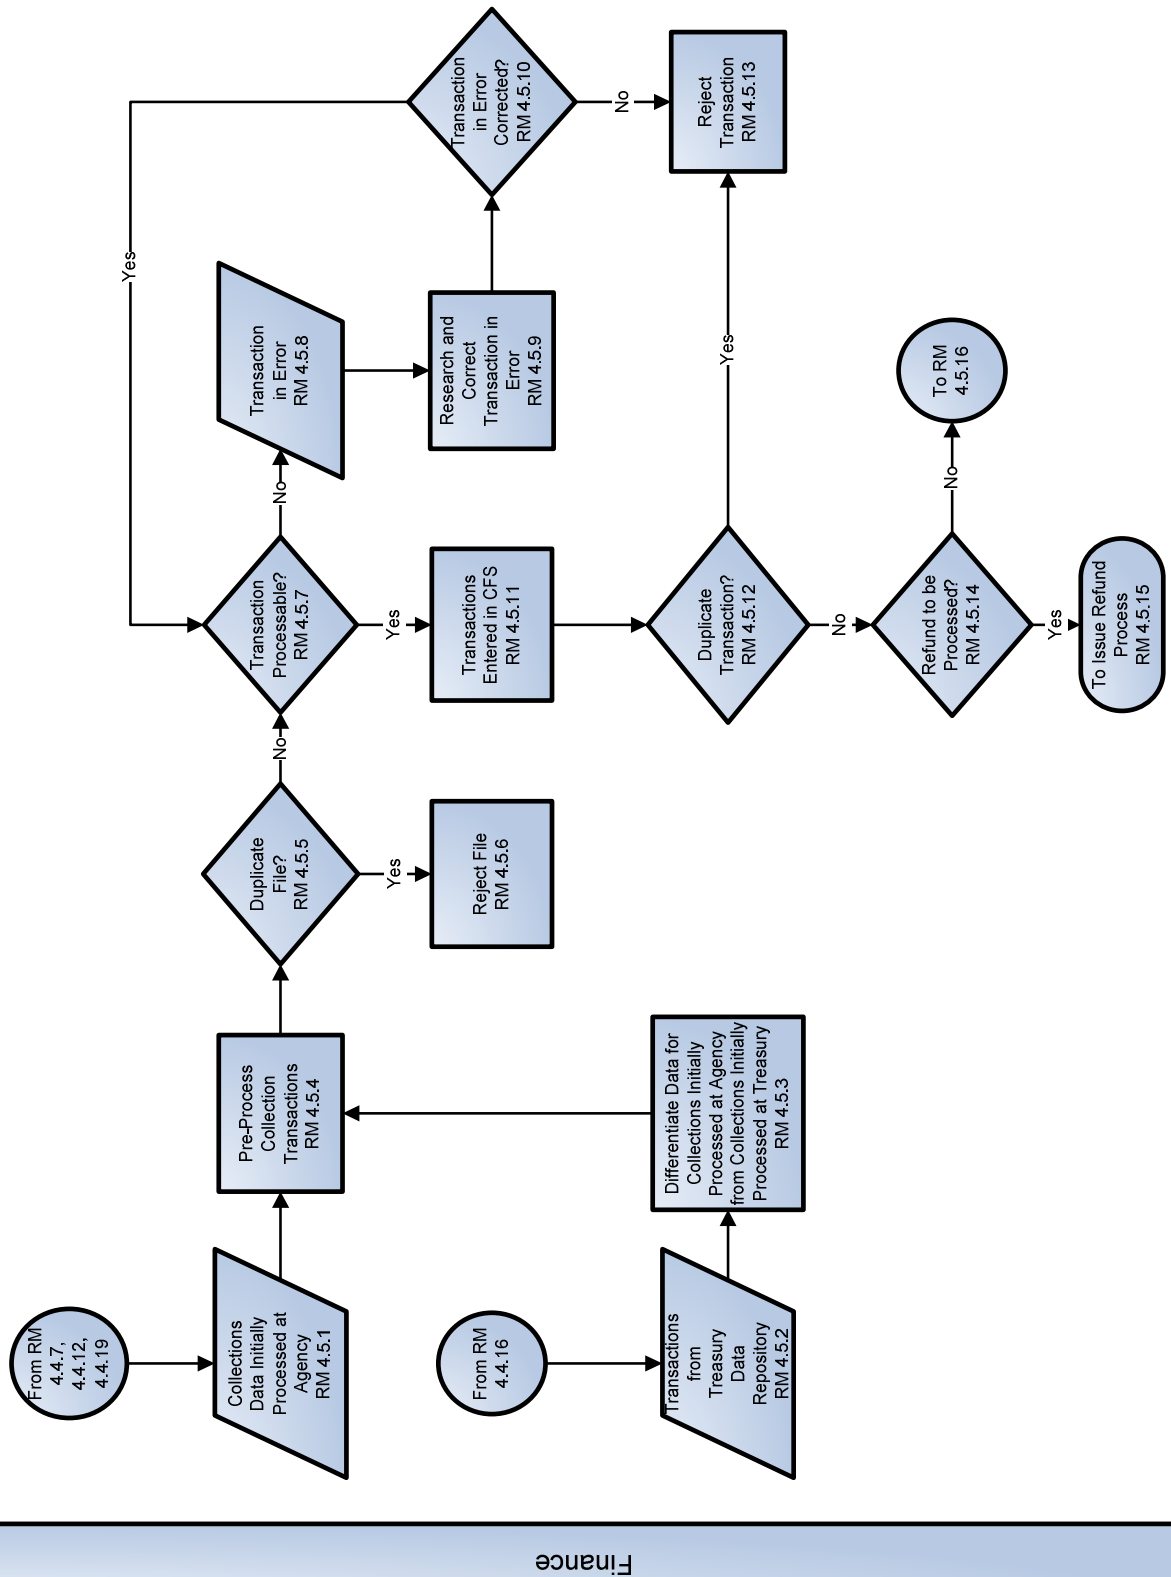 Finance
From RM
4.4.7,
4.4.12,
4.4.19
Collections
Data Initially
Processed at
Agency
RM 4.5.1
From RM
4.4.16
Transactions
from
Treasury
Data
Repository
RM 4.5.2
Differentiate Data for
Collections Initially
Processed at Agency
from Collections Initially
Processed at Treasury
RM 4.5.3
Pre-Process
Collection
Transactions
RM 4.5.4
Duplicate
File?
RM 4.5.5
Yes
Reject File
RM 4.5.6
No
Transaction
Processable?
RM 4.5.7
No
Transaction
in Error
RM 4.5.8
Research and
Correct
Transaction in
Error
RM 4.5.9
Transaction
in Error
Corrected?
RM 4.5.10
Yes
No
Yes
Transactions
Entered in CFS
RM 4.5.11
Duplicate
Transaction?
RM 4.5.12
Yes
Reject
Transaction
RM 4.5.13
No
Refund to be
Processed?
RM 4.5.14
No
To RM
4.5.16
Yes
To Issue Refund
Process
RM 4.5.15